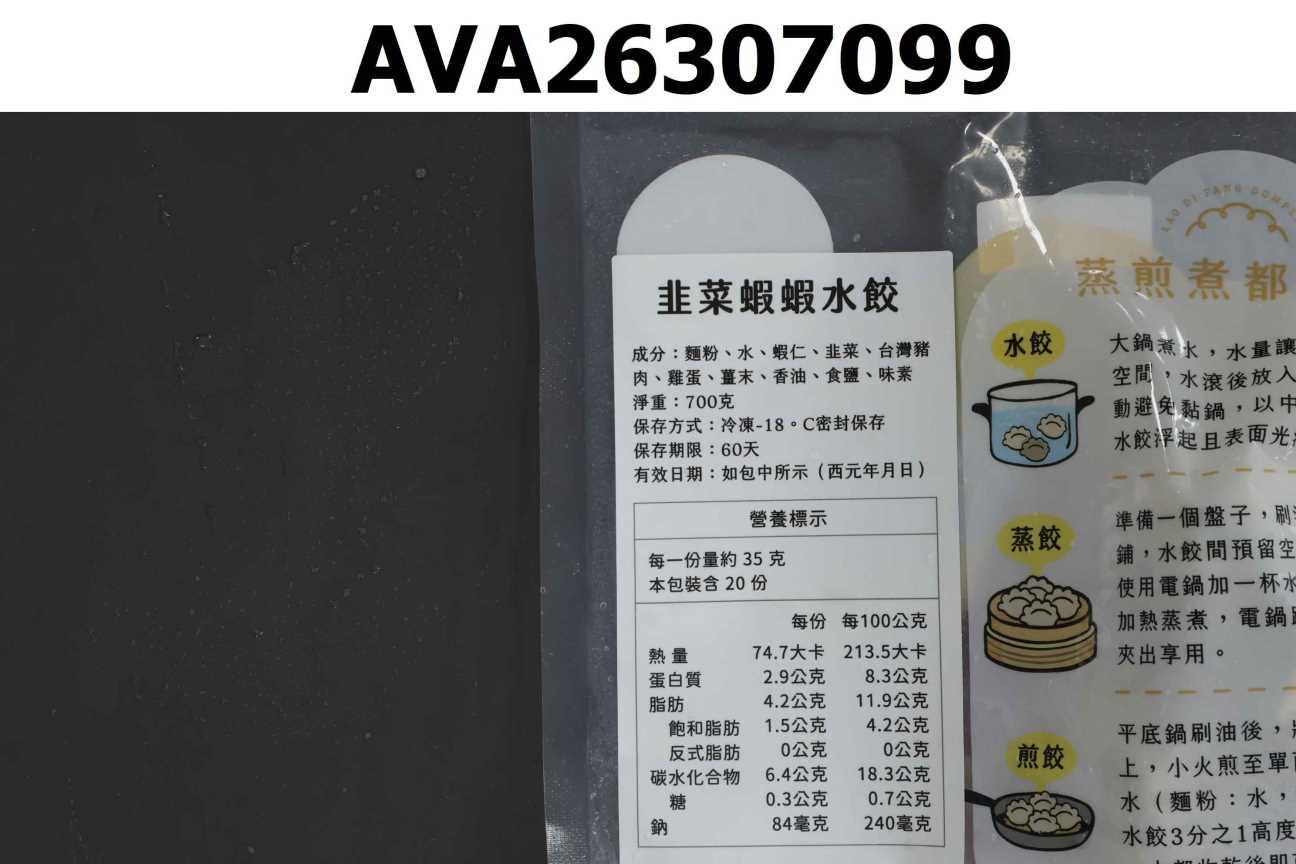 AVA26307099
韭菜蝦蝦水餃
成分：麵粉、水、蝦仁、韭菜、台灣豬
肉、雞蛋、薑末、香油、食鹽、味素
淨重：700克
保存方式：冷凍-18。C密封保存
保存期限：60天
有效日期：如包中所示（西元年月日）
營養標示
每一份量約 35 克
本包裝含 20 份
每份 每100公克
熱量 74.7大卡 213.5大卡
蛋白質 2.9公克 8.3公克
脂肪 4.2公克 11.9公克
飽和脂肪 1.5公克 4.2公克
反式脂肪 0公克 0公克
碳水化合物 6.4公克 18.3公克
糖 0.3公克 0.7公克
鈉 84毫克 240毫克
蒸煎煮都
水餃
大鍋煮水，水量讓
空間，水滾後放入
動避免黏鍋，以中
水餃浮起且表面光
蒸餃
準備一個盤子，刷
鋪，水餃間預留空
使用電鍋加一杯水
加熱蒸煮，電鍋
夾出享用。
煎餃
平底鍋刷油後，
上，小火煎至單
水（麵粉：水，
水餃3分之1高度